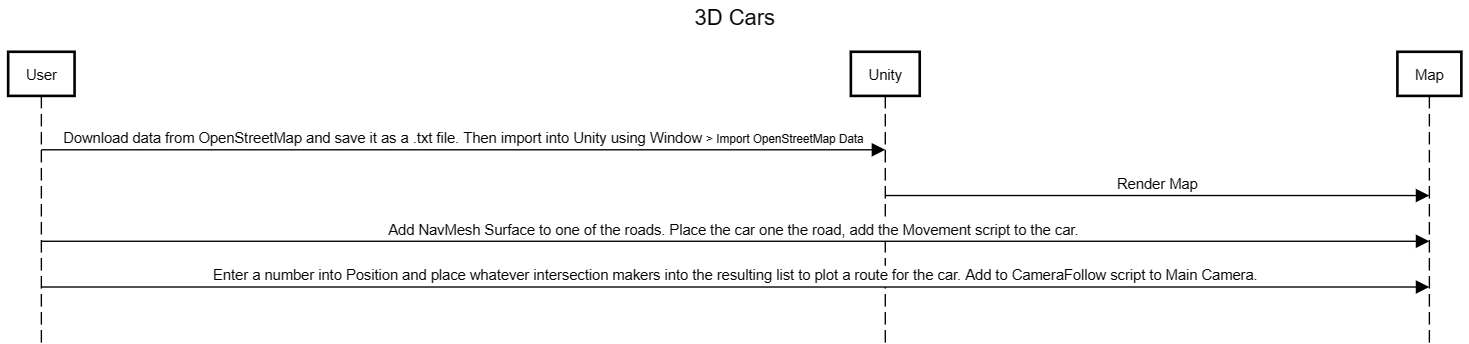 3D Cars
User
Unity
Map
Download data from OpenStreetMap and save it as a .txt file. Then import into Unity using Window > Import OpenStreetMap Data
Render Map
Add NavMesh Surface to one of the roads. Place the car one the road, add the Movement script to the car.
Enter a number into Position and place whatever intersection makers into the resulting list to plot a route for the car. Add to CameraFollow script to Main Camera.